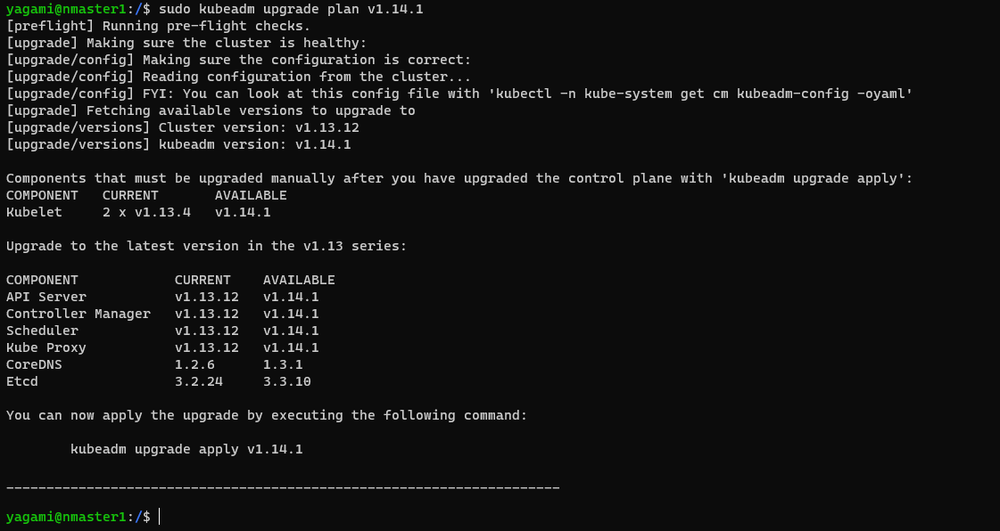 yagami@nmaster1:/$ sudo kubeadm upgrade plan v1.14.1
[preflight] Running pre-flight checks.
[upgrade] Making sure the cluster is healthy:
[upgrade/config] Making sure the configuration is correct:
[upgrade/config] Reading configuration from the cluster...
[upgrade/config] FYI: You can look at this config file with 'kubectl -n kube-system get cm kubeadm-config -oyaml'
[upgrade] Fetching available versions to upgrade to
[upgrade/versions] Cluster version: v1.13.12
[upgrade/versions] kubeadm version: v1.14.1

Components that must be upgraded manually after you have upgraded the control plane with 'kubeadm upgrade apply':
COMPONENT   CURRENT       AVAILABLE
Kubelet     2 x v1.13.4   v1.14.1

Upgrade to the latest version in the v1.13 series:

COMPONENT            CURRENT    AVAILABLE
API Server           v1.13.12   v1.14.1
Controller Manager   v1.13.12   v1.14.1
Scheduler            v1.13.12   v1.14.1
Kube Proxy           v1.13.12   v1.14.1
CoreDNS              1.2.6      1.3.1
Etcd                 3.2.24     3.3.10

You can now apply the upgrade by executing the following command:

        kubeadm upgrade apply v1.14.1

_____________________________________________________________________

yagami@nmaster1:/$